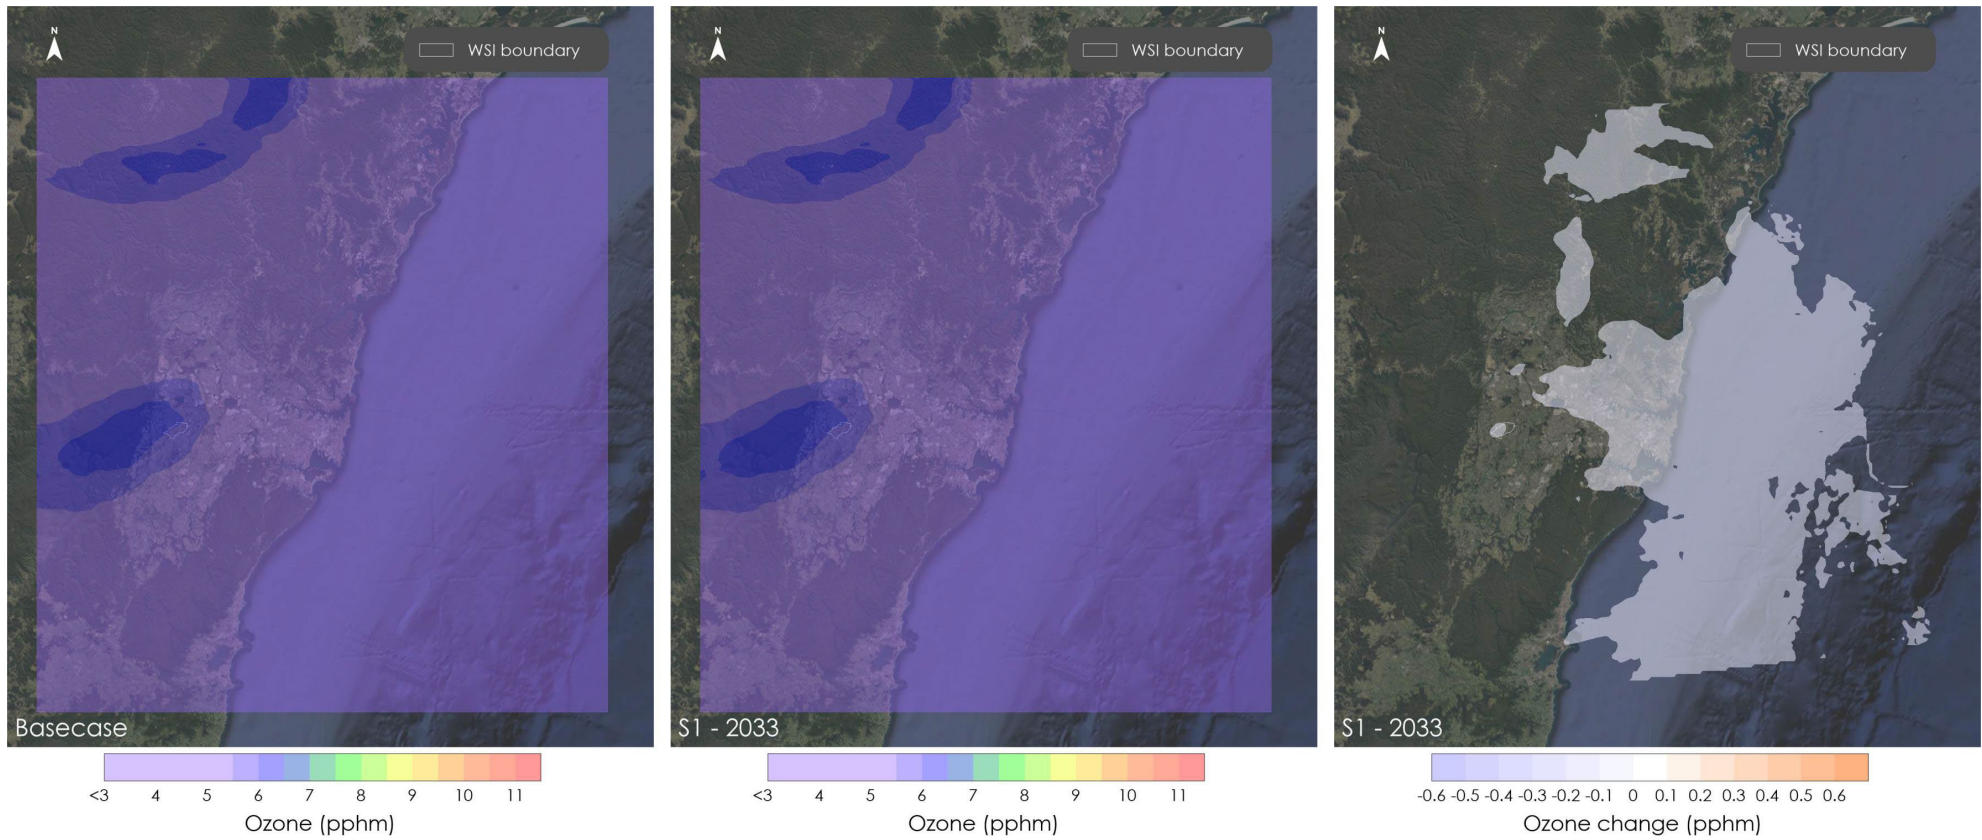 N
WSI boundary
Basecase
<3 4 5 6 7 8 9 10 11
Ozone (pphm)
N
WSI boundary
S1 - 2033
<3 4 5 6 7 8 9 10 11
Ozone (pphm)
N
WSI boundary
S1 - 2033
-0.6 -0.5 -0.4 -0.3 -0.2 -0.1 0 0.1 0.2 0.3 0.4 0.5 0.6
Ozone change (pphm)